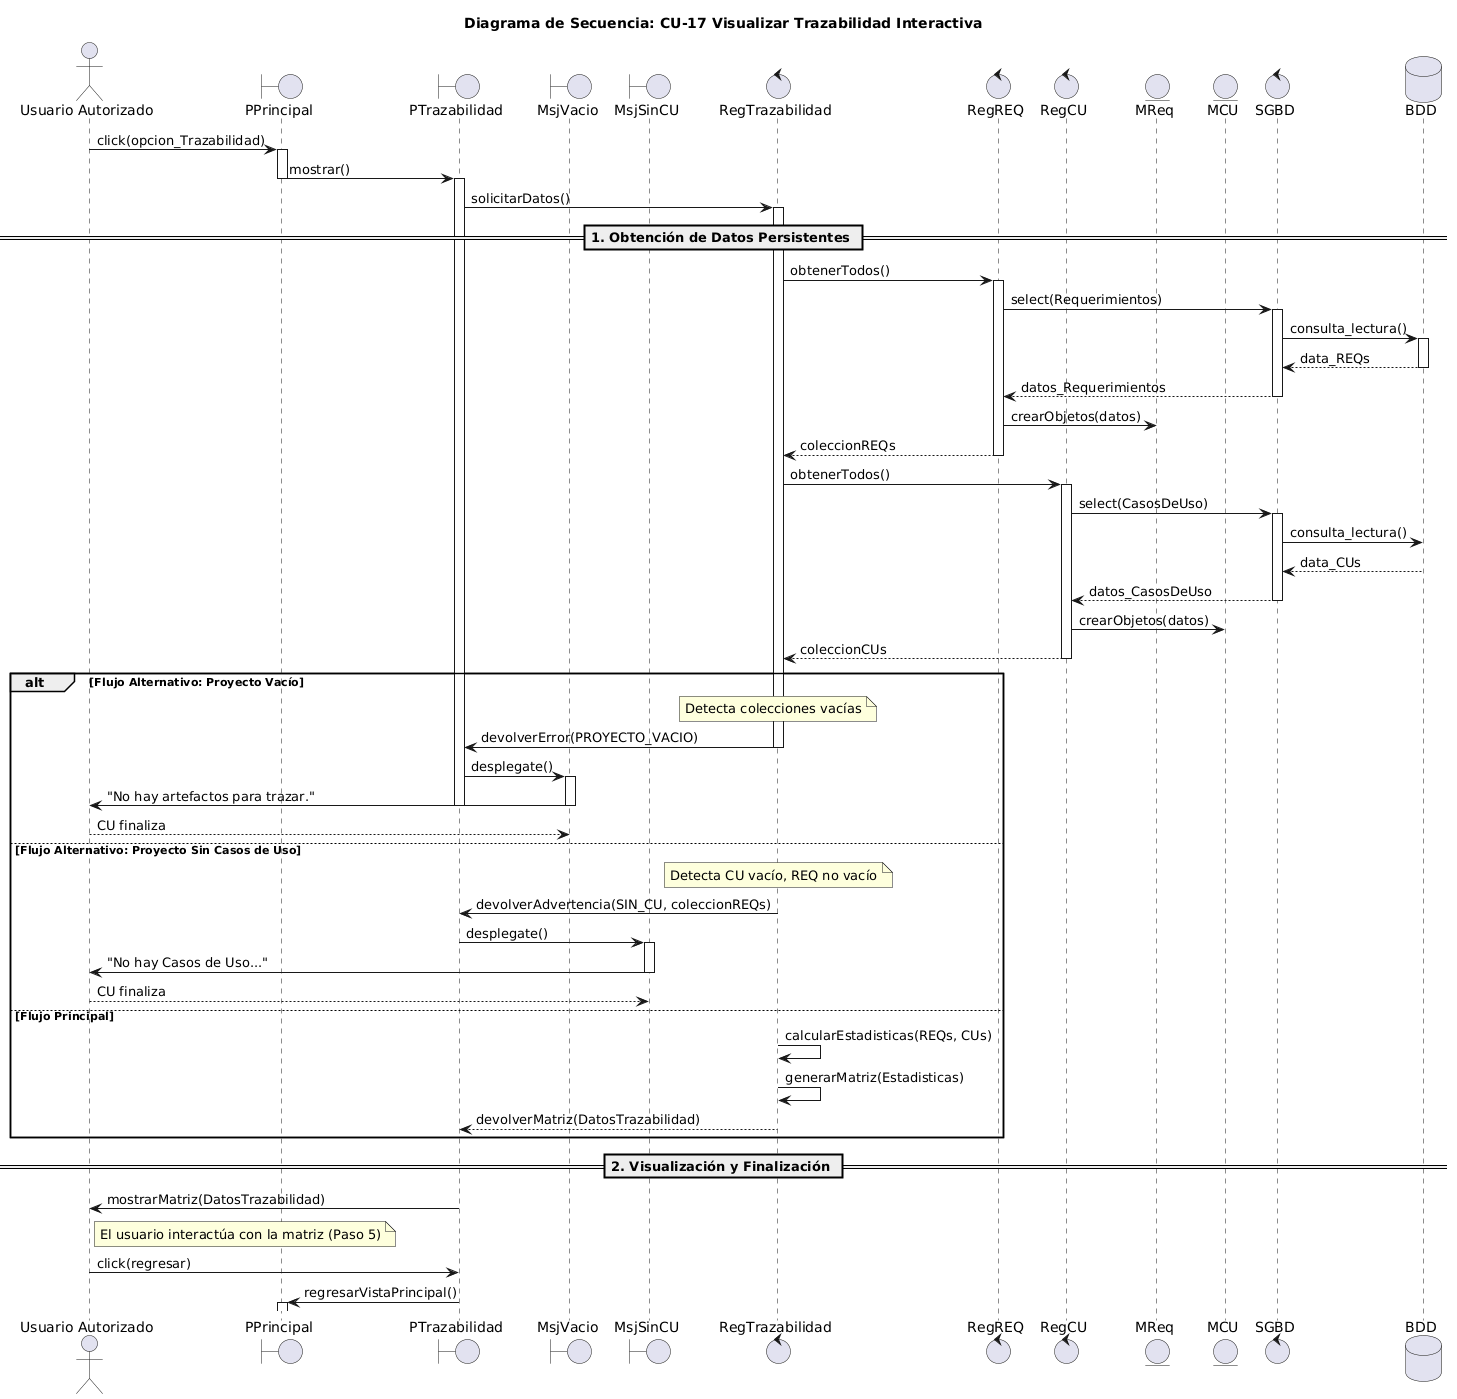 Diagrama de Secuencia: CU-17 Visualizar Trazabilidad Interactiva
Usuario Autorizado PPrincipal PTrazabilidad MsjVacio MsjSinCU RegTrazabilidad RegREQ RegCU MReq MCU SGBD BDD
click(opcion_Trazabilidad)
mostrar()
solicitarDatos()
1. Obtención de Datos Persistentes
obtenerTodos()
select(Requerimientos)
consulta_lectura()
data_REQs
datos_Requerimientos
crearObjetos(datos)
coleccionREQs
obtenerTodos()
select(CasosDeUso)
consulta_lectura()
data_CUs
datos_CasosDeUso
crearObjetos(datos)
coleccionCUs
alt [Flujo Alternativo: Proyecto Vacío]
Detecta colecciones vacías
devolverError(PROYECTO_VACIO)
desplegate()
"No hay artefactos para trazar."
CU finaliza
[Flujo Alternativo: Proyecto Sin Casos de Uso]
Detecta CU vacío, REQ no vacío
devolverAdvertencia(SIN_CU, coleccionREQs)
desplegate()
"No hay Casos de Uso..."
CU finaliza
[Flujo Principal]
calcularEstadisticas(REQs, CUs)
generarMatriz(Estadisticas)
devolverMatriz(DatosTrazabilidad)
2. Visualización y Finalización
mostrarMatriz(DatosTrazabilidad)
El usuario interactúa con la matriz (Paso 5)
click(regresar)
regresarVistaPrincipal()
Usuario Autorizado PPrincipal PTrazabilidad MsjVacio MsjSinCU RegTrazabilidad RegREQ RegCU MReq MCU SGBD BDD